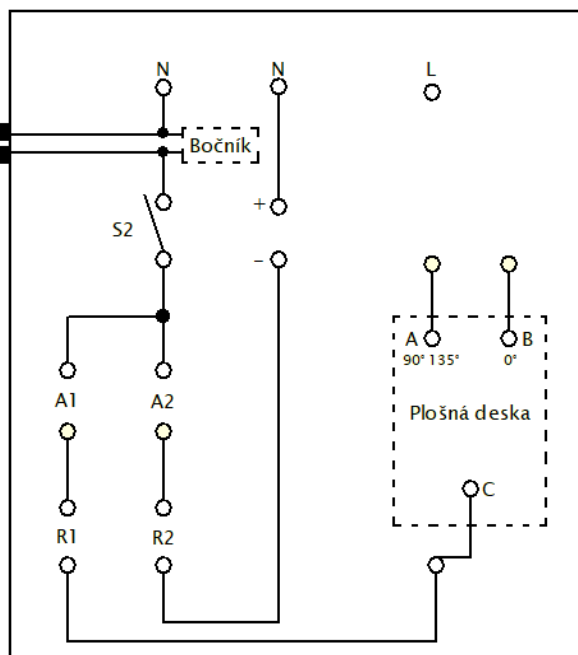 N N L
Bočník
S2
+
–
A B
90° 135° 0°
A1 A2
Plošná deska
C
R1 R2